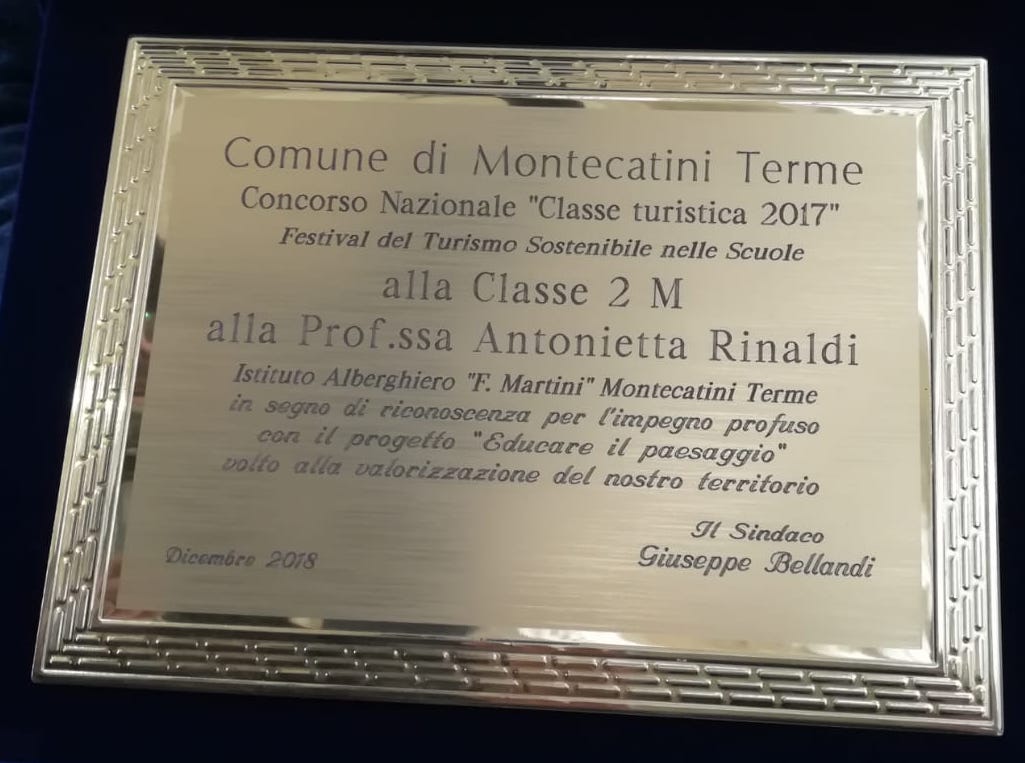 Comune di Montecatini Terme
Concorso Nazionale "Classe turistica 2017"
Festival del Turismo Sostenibile nelle Scuole
alla Classe 2 M
alla Prof.ssa Antonietta Rinaldi
Istituto Alberghiero "F. Martini" Montecatini Terme
in segno di riconoscenza per l'impegno profuso
con il progetto "Educare il paesaggio"
volto alla valorizzazione del nostro territorio
Il Sindaco
Dicembre 2018 Giuseppe Bellandi